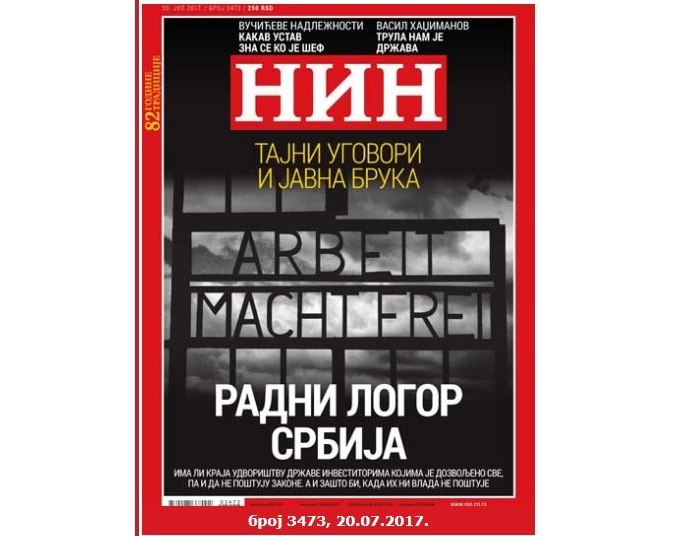 20. ЈУЛ 2017. / БРОЈ 3473 / 256 RSD
ВУЧИЋЕВЕ НАДЛЕЖНОСТИ
КАКАВ УСТАВ
ЗНА СЕ КО ЈЕ ШЕФ
ВАСИЛ ХАЏИМАНОВ
ТРУЛА НАМ ЈЕ
ДРЖАВА
82 ГОДИНЕ
ТРАДИЦИЈЕ
НИН
ТАЈНИ УГОВОРИ
И ЈАВНА БРУКА
ARBEIT
MACHT FREI
РАДНИ ЛОГОР
СРБИЈА
ИМА ЛИ КРАЈА УДВОРИШТВУ ДРЖАВЕ ИНВЕСТИТОРИМА КОЈИМА ЈЕ ДОЗВОЉЕНО СВЕ,
ПА И ДА НЕ ПОШТУЈУ ЗАКОНЕ. А И ЗАШТО БИ, КАДА ИХ НИ ВЛАДА НЕ ПОШТУЈЕ
www.nin.co.rs
број 3473, 20.07.2017.